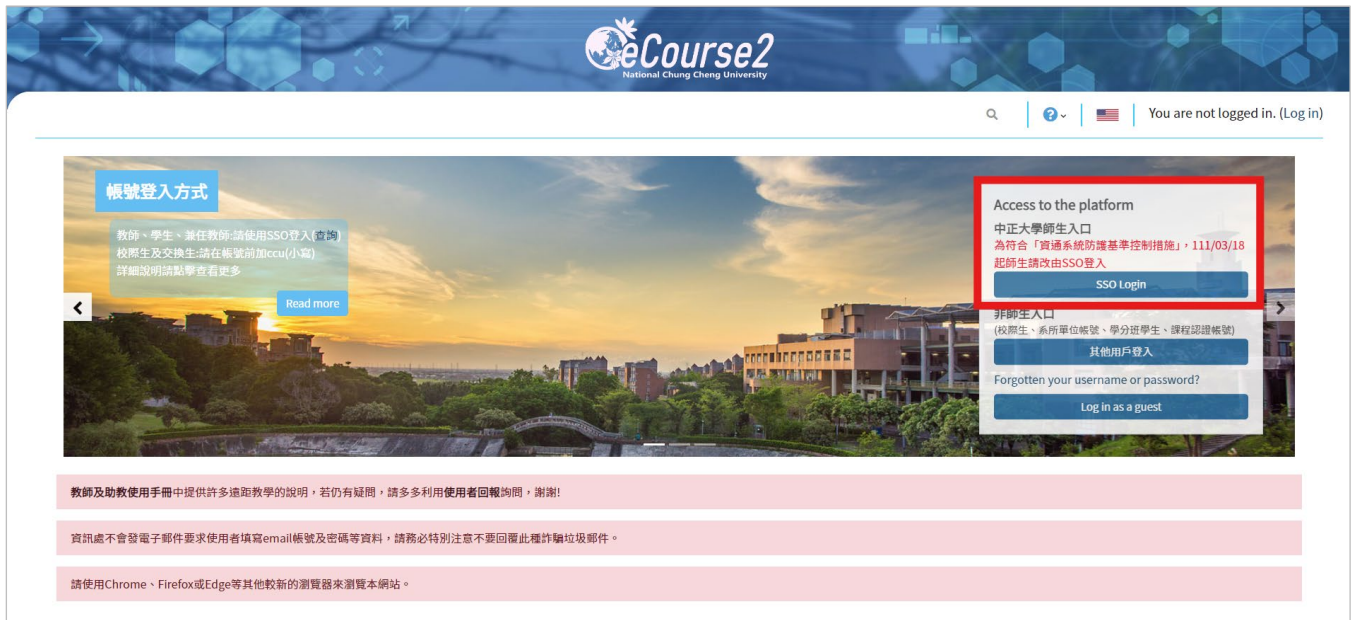 eCourse2
National Chung Cheng University
You are not logged in. (Log in)
帳號登入方式
教師、學生、兼任教師:請使用SSO登入(查詢)
校際生及交換生:請在帳號前加ccu(小寫)
詳細說明請點擊查看更多
Read more
Access to the platform
中正大學師生入口
為符合「資通系統防護基準控制措施」，111/03/18
起師生請改由SSO登入
SSO Login
非師生入口
(校際生、系所單位帳號、學分班學生、課程認證帳號)
其他用戶登入
Forgotten your username or password?
Log in as a guest
教師及助教使用手冊中提供許多遠距教學的說明，若仍有疑問，請多多利用使用者回報詢問，謝謝!
資訊處不會發電子郵件要求使用者填寫email帳號及密碼等資料，請務必特別注意不要回覆此種詐騙垃圾郵件。
請使用Chrome、Firefox或Edge等其他較新的瀏覽器來瀏覽本網站。